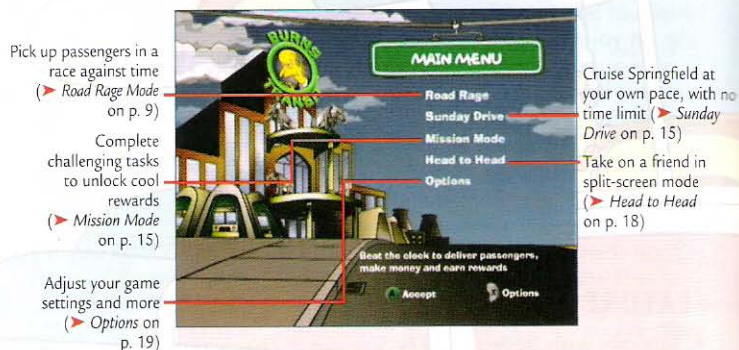 Pick up passengers in a
race against time
(➤ Road Rage Mode
on p. 9)
Complete
challenging tasks
to unlock cool
rewards
(➤ Mission Mode
on p. 15)
Adjust your game
settings and more
(➤ Options on
p. 19)
BURNS
TRANSIT
MAIN MENU
Road Rage
Sunday Drive
Mission Mode
Head to Head
Options
Beat the clock to deliver passengers,
make money and earn rewards
A Accept
X Options
Cruise Springfield at
your own pace, with no
time limit (➤ Sunday
Drive on p. 15)
Take on a friend in
split-screen mode
(➤ Head to Head
on p. 18)